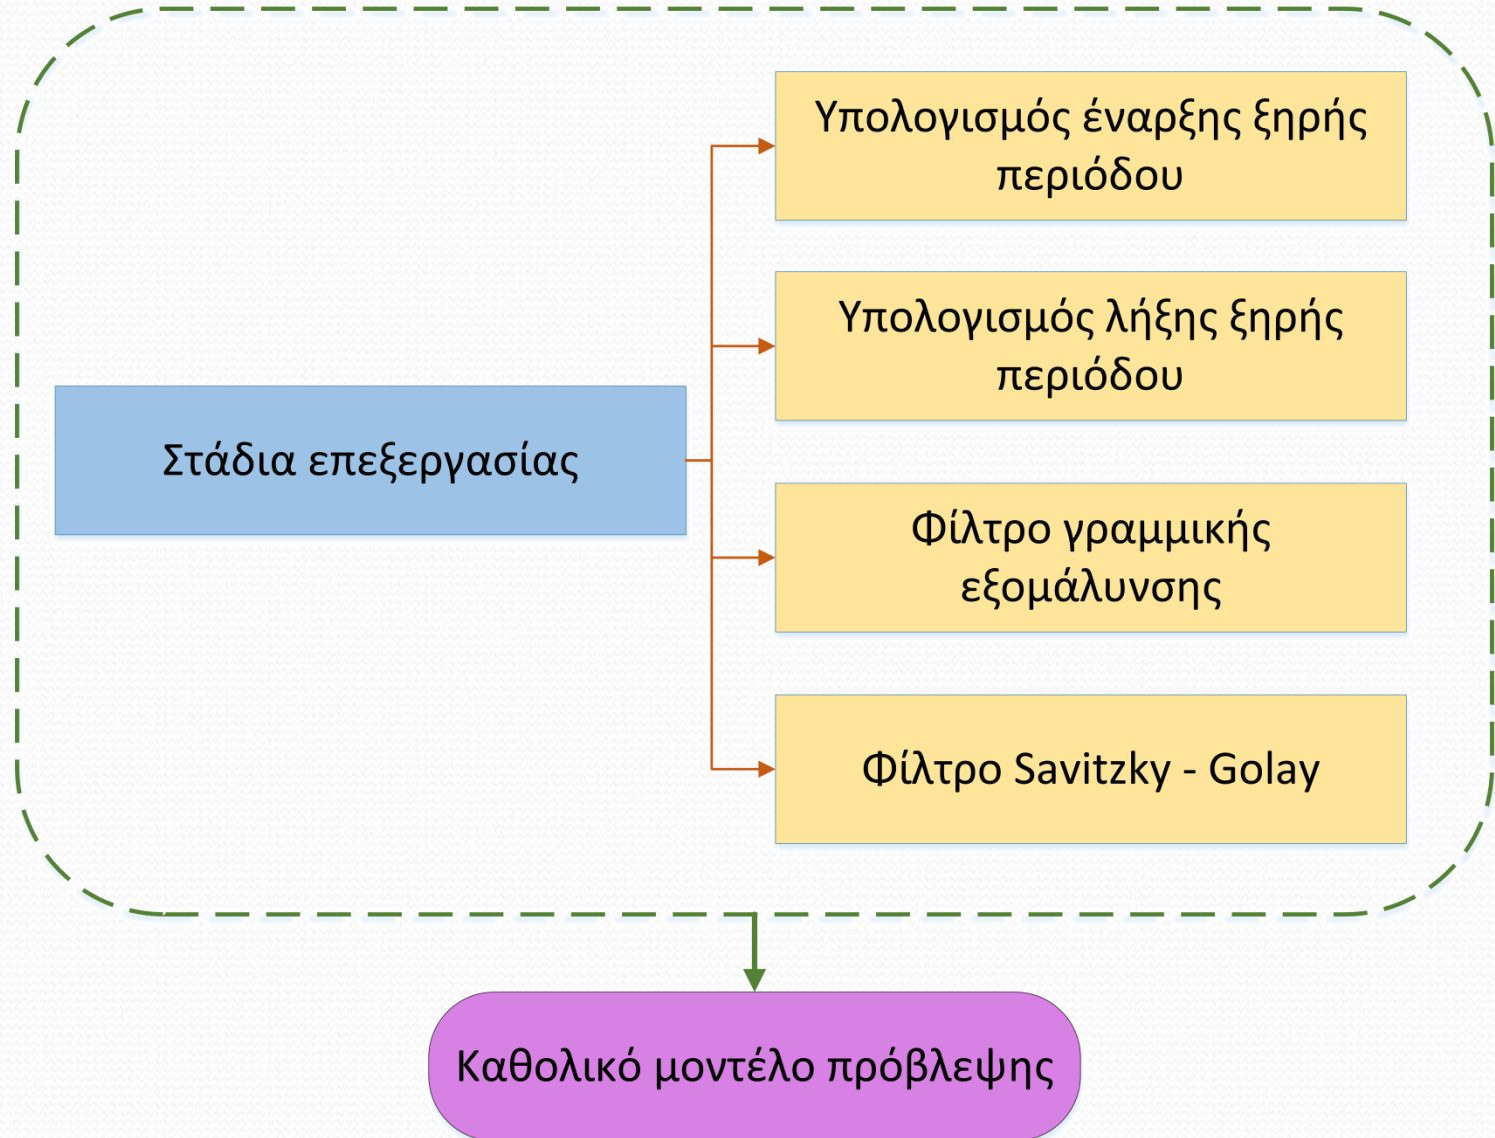 Υπολογισμός έναρξης ξηρής
περιόδου
Υπολογισμός λήξης ξηρής
περιόδου
Στάδια επεξεργασίας
Φίλτρο γραμμικής
εξομάλυνσης
Φίλτρο Savitzky - Golay
Καθολικό μοντέλο πρόβλεψης